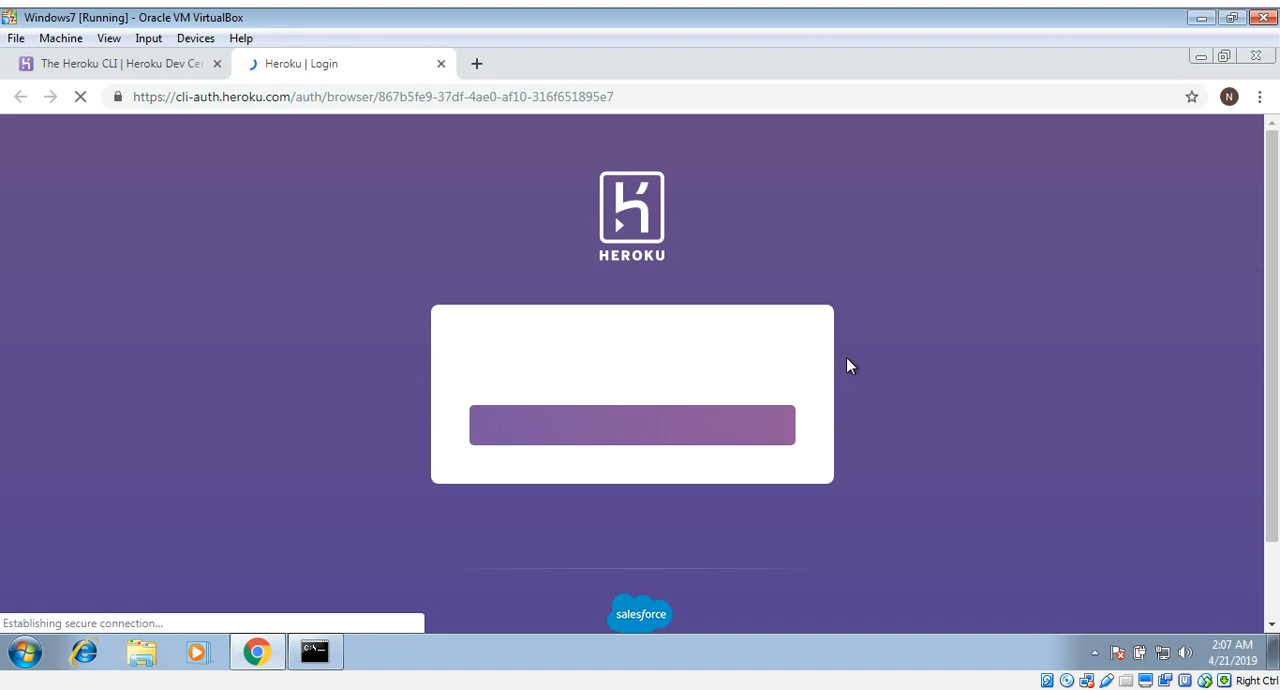 Windows7 [Running] - Oracle VM VirtualBox
File Machine View Input Devices Help
The Heroku CLI | Heroku Dev Cer
Heroku | Login
https://cli-auth.heroku.com/auth/browser/867b5fe9-37df-4ae0-af10-316f651895e7
N
HEROKU
salesforce
Establishing secure connection...
C:\-
2:07 AM
4/21/2019
Right Ctrl